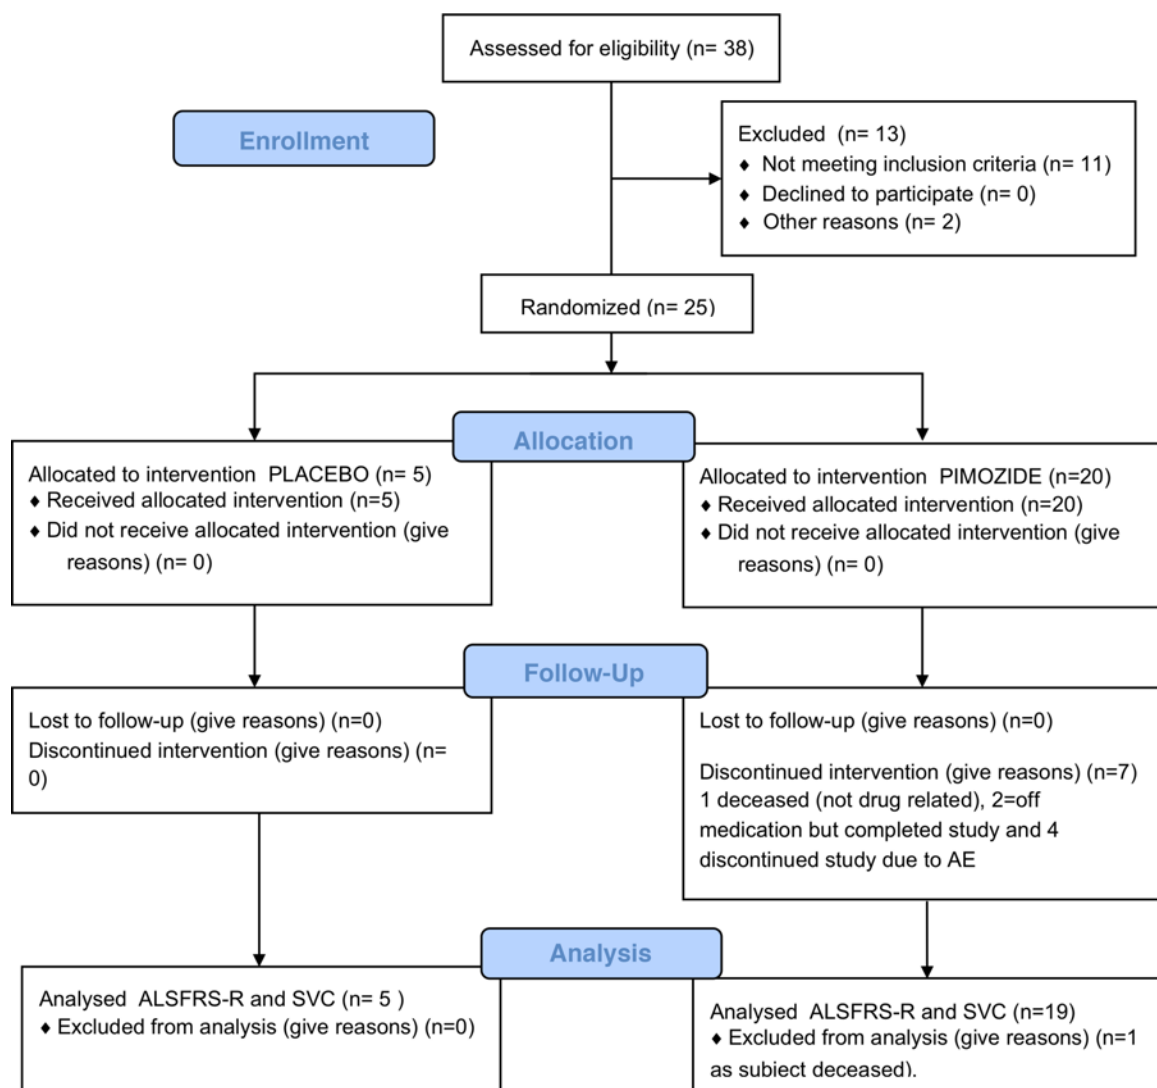 Assessed for eligibility (n= 38)
Enrollment
Excluded (n= 13)
♦ Not meeting inclusion criteria (n= 11)
♦ Declined to participate (n= 0)
♦ Other reasons (n= 2)
Randomized (n= 25)
Allocation
Allocated to intervention PLACEBO (n= 5)
♦ Received allocated intervention (n=5)
♦ Did not receive allocated intervention (give
reasons) (n= 0)
Allocated to intervention PIMOZIDE (n=20)
♦ Received allocated intervention (n=20)
♦ Did not receive allocated intervention (give
reasons) (n= 0)
Follow-Up
Lost to follow-up (give reasons) (n=0)
Discontinued intervention (give reasons) (n=
0)
Lost to follow-up (give reasons) (n=0)
Discontinued intervention (give reasons) (n=7)
1 deceased (not drug related), 2=off
medication but completed study and 4
discontinued study due to AE
Analysis
Analysed ALSFRS-R and SVC (n= 5 )
♦ Excluded from analysis (give reasons) (n=0)
Analysed ALSFRS-R and SVC (n=19)
♦ Excluded from analysis (give reasons) (n=1
as subject deceased).